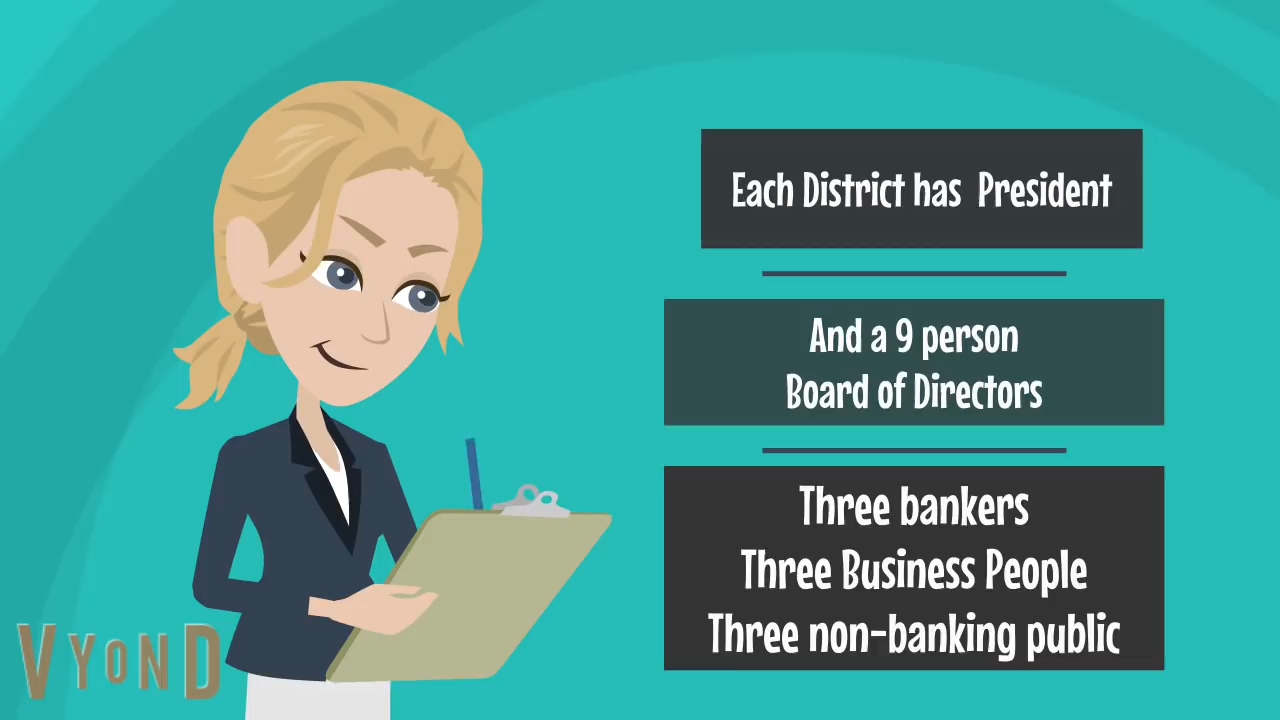 Each District has  President
And a 9 person
Board of Directors
Three bankers
Three Business People
Three non-banking public
VYOND